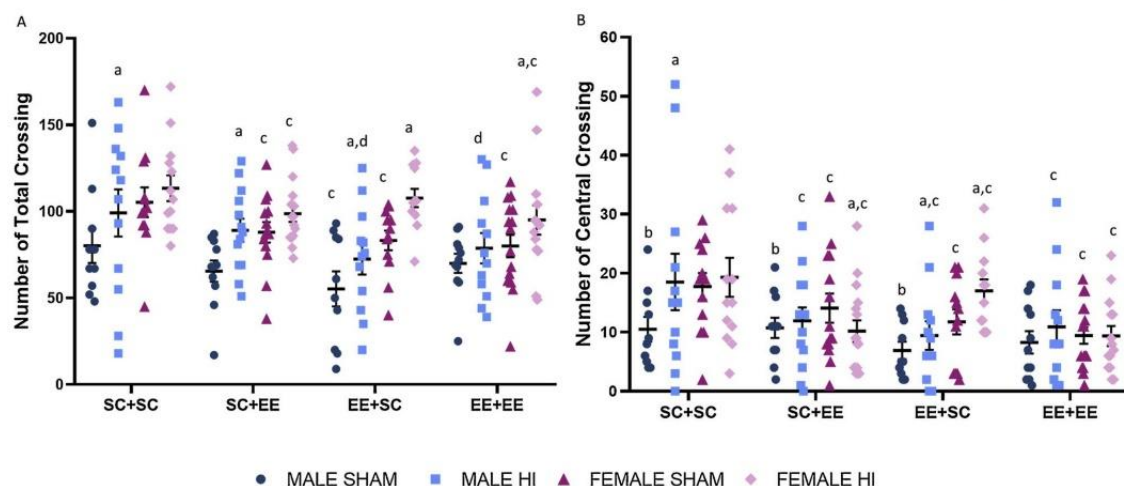 A
Number of Total Crossing
200
150
100
50
0
a
a
c
c
c
a,d
c
a
d
c
a,c
SC+SC
SC+EE
EE+SC
EE+EE
B
Number of Central Crossing
60
50
40
30
20
10
0
b
a
b
c
c
a,c
b
a,c
c
a,c
c
c
c
SC+SC
SC+EE
EE+SC
EE+EE
MALE SHAM
MALE HI
FEMALE SHAM
FEMALE HI